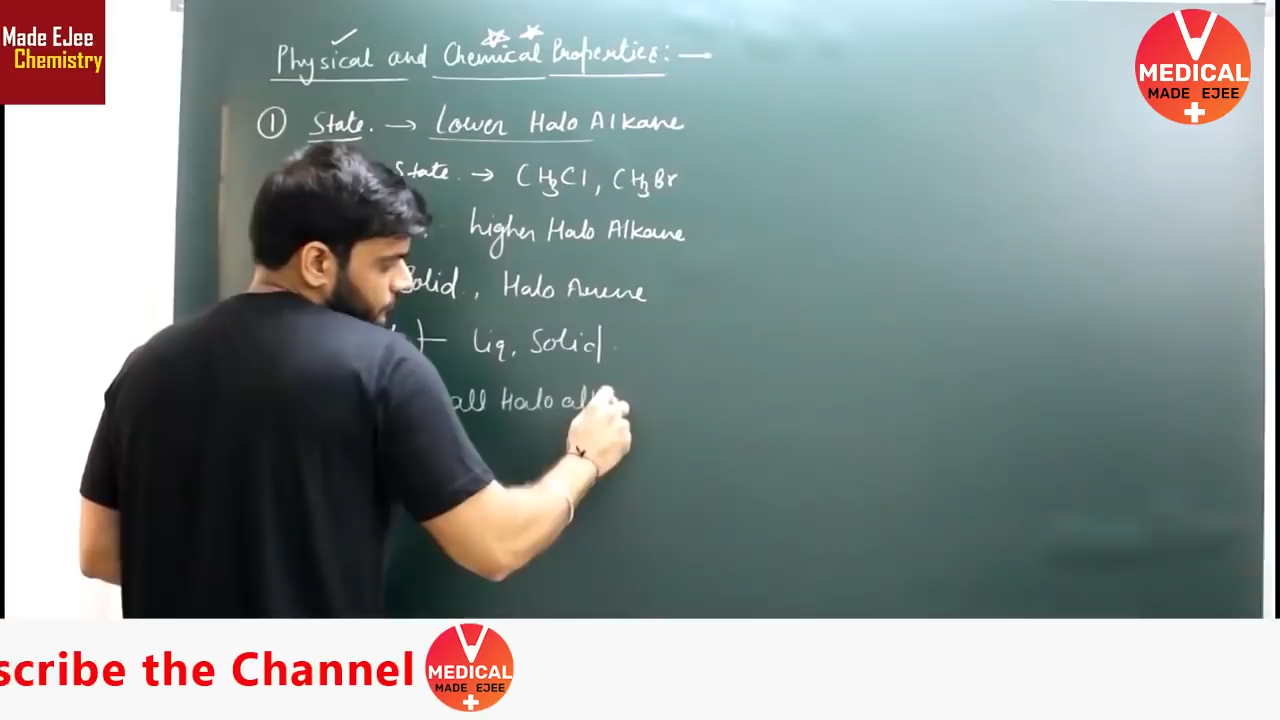 Made EJee
Chemistry
Physical and Chemical Properties: —
① State. → Lower Halo Alkane
State → CH3Cl, CH3Br
higher Halo Alkane
Solid, Halo Arene
Liq, Solid
all Halo
MEDICAL
MADE EJEE
scribe the Channel
MEDICAL
MADE EJEE